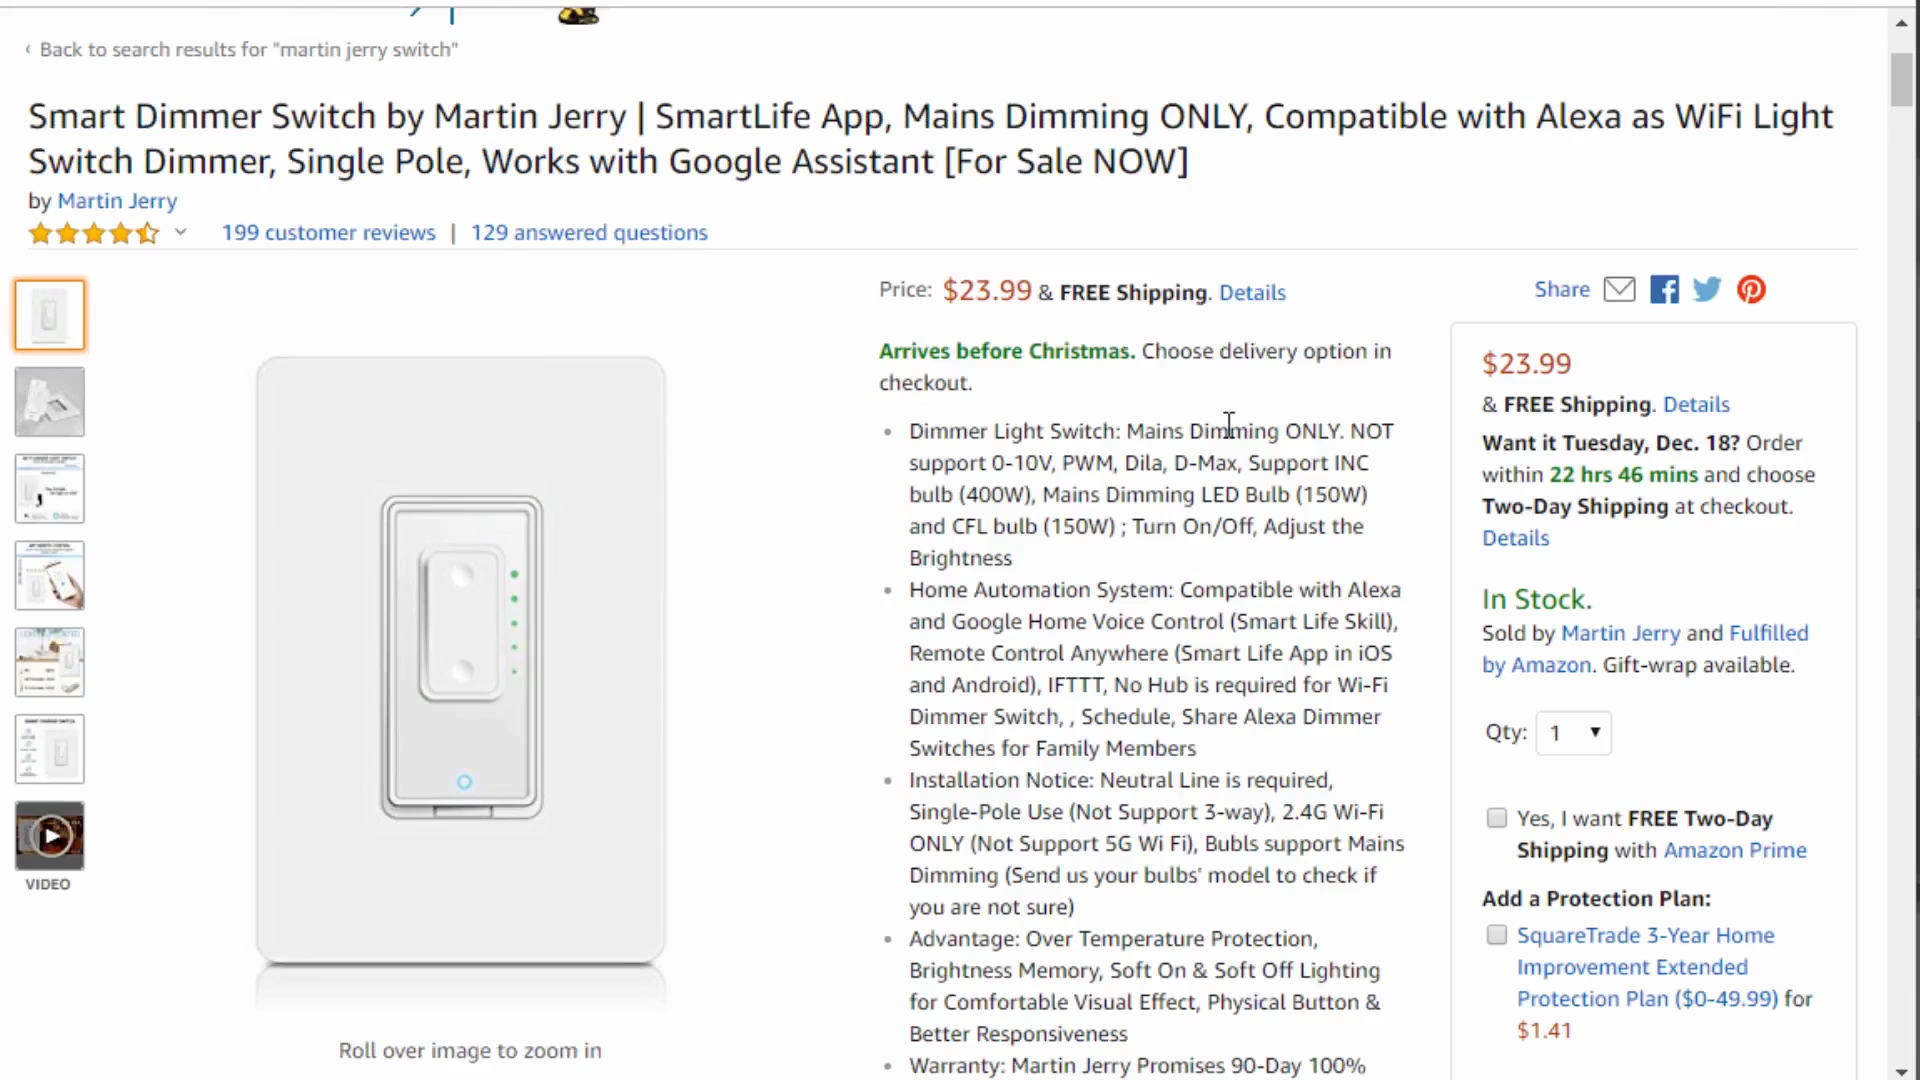 ‹ Back to search results for "martin jerry switch"
Smart Dimmer Switch by Martin Jerry | SmartLife App, Mains Dimming ONLY, Compatible with Alexa as WiFi Light
Switch Dimmer, Single Pole, Works with Google Assistant [For Sale NOW]
by Martin Jerry
199 customer reviews | 129 answered questions
VIDEO
Roll over image to zoom in
Price: $23.99 & FREE Shipping. Details
Arrives before Christmas. Choose delivery option in
checkout.
Dimmer Light Switch: Mains Dimming ONLY. NOT
support 0-10V, PWM, Dila, D-Max, Support INC
bulb (400W), Mains Dimming LED Bulb (150W)
and CFL bulb (150W) ; Turn On/Off, Adjust the
Brightness
Home Automation System: Compatible with Alexa
and Google Home Voice Control (Smart Life Skill),
Remote Control Anywhere (Smart Life App in iOS
and Android), IFTTT, No Hub is required for Wi-Fi
Dimmer Switch, , Schedule, Share Alexa Dimmer
Switches for Family Members
Installation Notice: Neutral Line is required,
Single-Pole Use (Not Support 3-way), 2.4G Wi-Fi
ONLY (Not Support 5G Wi Fi), Bubls support Mains
Dimming (Send us your bulbs' model to check if
you are not sure)
Advantage: Over Temperature Protection,
Brightness Memory, Soft On & Soft Off Lighting
for Comfortable Visual Effect, Physical Button &
Better Responsiveness
Warranty: Martin Jerry Promises 90-Day 100%
Share
$23.99
& FREE Shipping. Details
Want it Tuesday, Dec. 18? Order
within 22 hrs 46 mins and choose
Two-Day Shipping at checkout.
Details
In Stock.
Sold by Martin Jerry and Fulfilled
by Amazon. Gift-wrap available.
Qty: 1
Yes, I want FREE Two-Day
Shipping with Amazon Prime
Add a Protection Plan:
SquareTrade 3-Year Home
Improvement Extended
Protection Plan ($0-49.99) for
$1.41